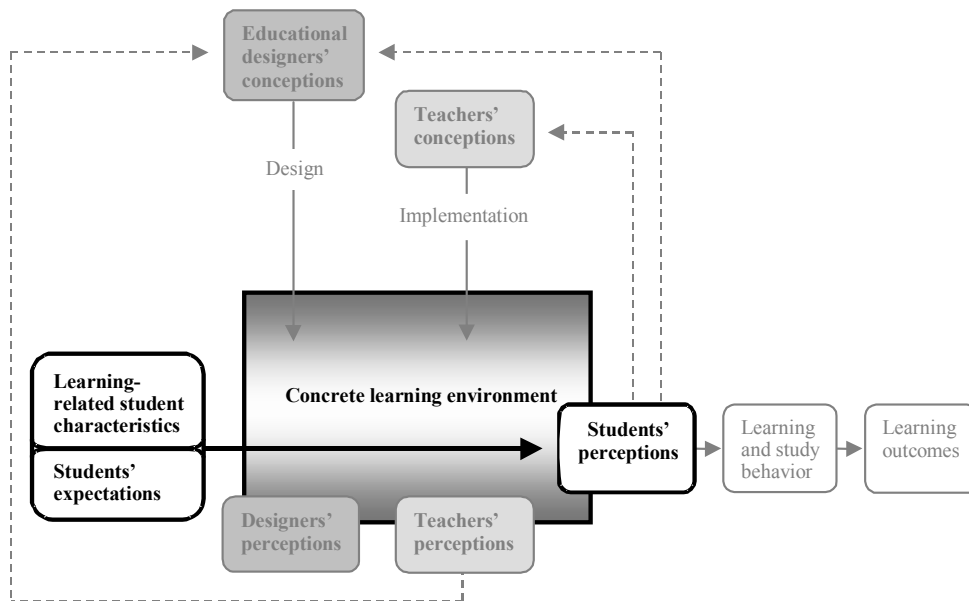 Educational
designers’
conceptions
Teachers’
conceptions
Design
Implementation
Learning-
related student
characteristics
Students’
expectations
Concrete learning environment
Students’
perceptions
Learning
and study
behavior
Learning
outcomes
Designers’
perceptions
Teachers’
perceptions